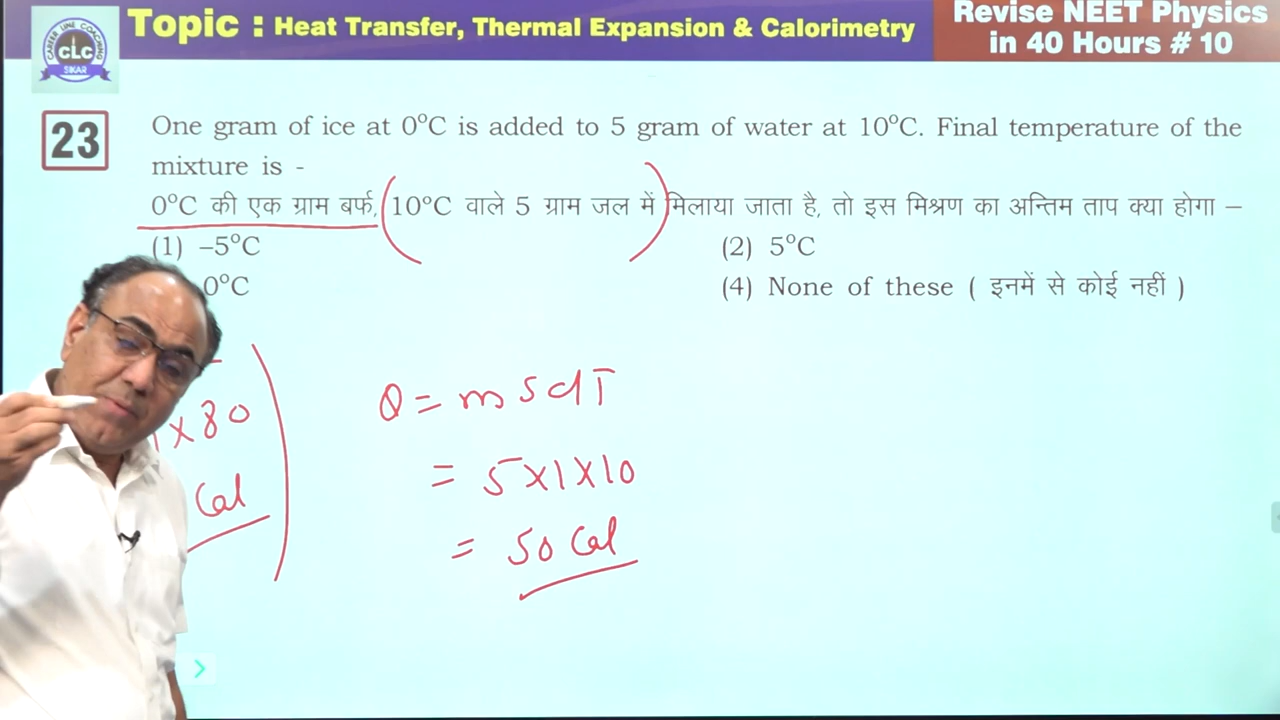 CAREER LINE COACHING
CLC
SIKAR
Topic : Heat Transfer, Thermal Expansion & Calorimetry
Revise NEET Physics
in 40 Hours # 10
23
One gram of ice at 0°C is added to 5 gram of water at 10°C. Final temperature of the
mixture is -
0°C की एक ग्राम बर्फ, 10°C वाले 5 ग्राम जल में मिलाया जाता है, तो इस मिश्रण का अन्तिम ताप क्या होगा –
(1) –5°C (2) 5°C
0°C (4) None of these ( इनमें से कोई नहीं )
1×80
Cal
Q = msdT
= 5×1×10
= 50 Cal